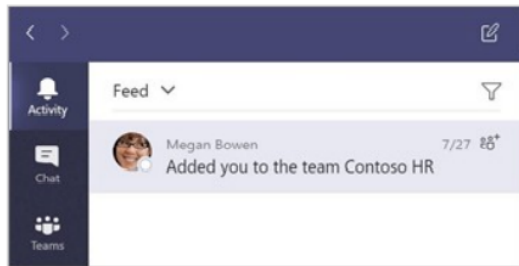 Feed
Activity
Megan Bowen 7/27
Added you to the team Contoso HR
Chat
Teams